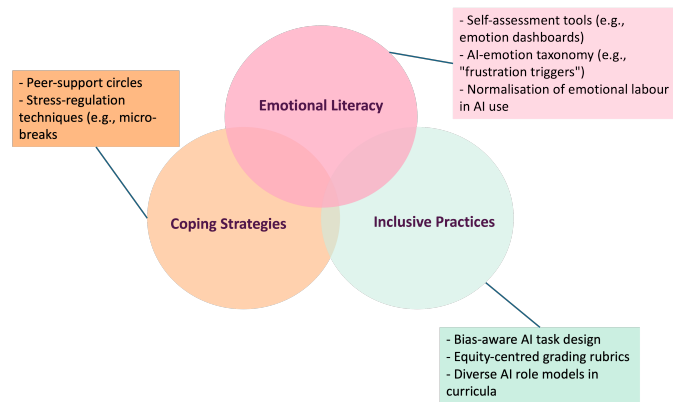 - Self-assessment tools (e.g.,
emotion dashboards)
- AI-emotion taxonomy (e.g.,
"frustration triggers")
- Normalisation of emotional labour
in AI use
- Peer-support circles
- Stress-regulation
techniques (e.g., micro-
breaks
Emotional Literacy
Coping Strategies
Inclusive Practices
- Bias-aware AI task design
- Equity-centred grading rubrics
- Diverse AI role models in
curricula